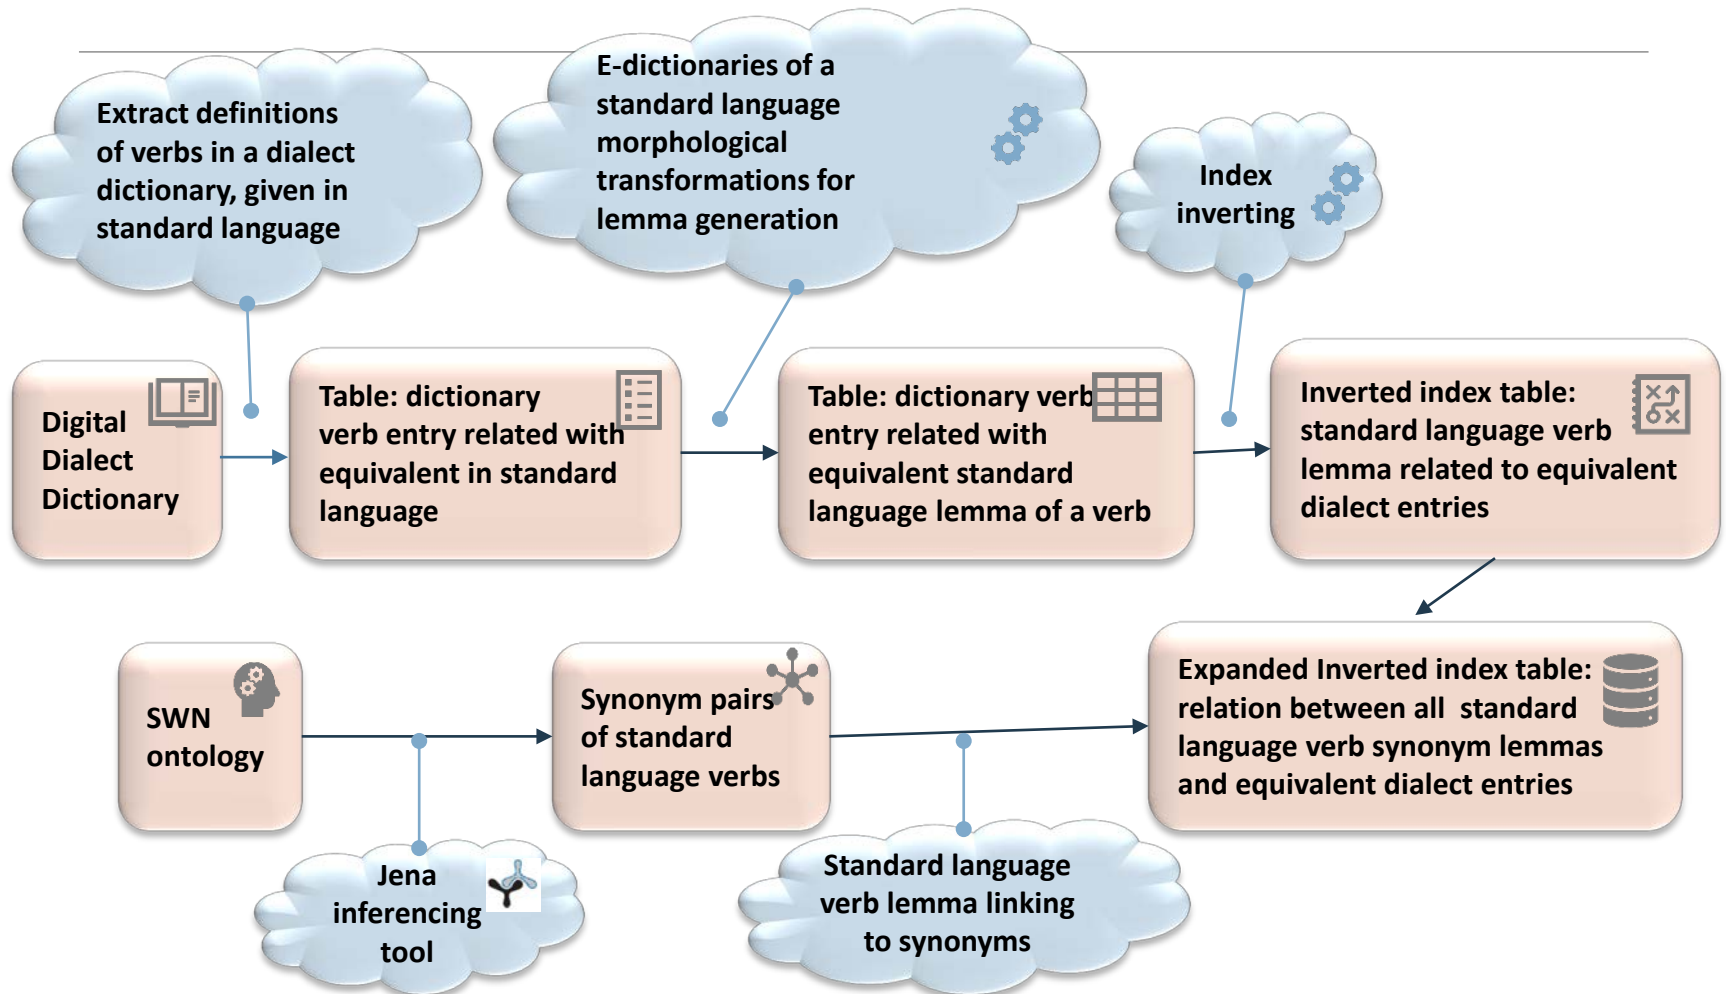 Extract definitions
of verbs in a dialect
dictionary, given in
standard language
E-dictionaries of a
standard language
morphological
transformations for
lemma generation
Index
inverting
Digital
Dialect
Dictionary
Table: dictionary
verb entry related with
equivalent in standard
language
Table: dictionary verb
entry related with
equivalent standard
language lemma of a verb
Inverted index table:
standard language verb
lemma related to equivalent
dialect entries
SWN
ontology
Synonym pairs
of standard
language verbs
Expanded Inverted index table:
relation between all standard
language verb synonym lemmas
and equivalent dialect entries
Jena
inferencing
tool
Standard language
verb lemma linking
to synonyms